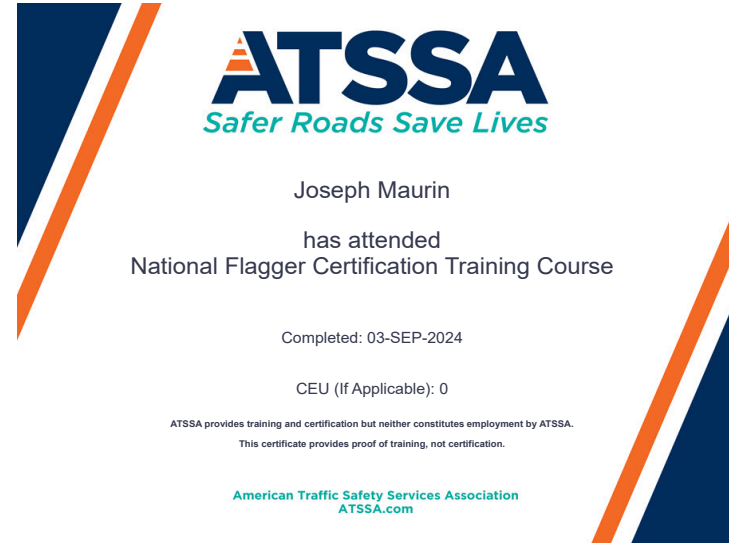 ATSSA
Safer Roads Save Lives
Joseph Maurin
has attended
National Flagger Certification Training Course
Completed: 03-SEP-2024
CEU (If Applicable): 0
ATSSA provides training and certification but neither constitutes employment by ATSSA.
This certificate provides proof of training, not certification.
American Traffic Safety Services Association
ATSSA.com